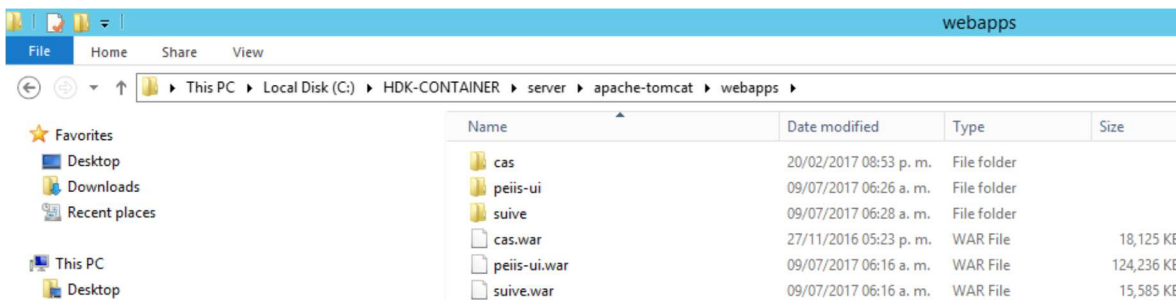 webapps
File Home Share View
This PC Local Disk (C:) HDK-CONTAINER server apache-tomcat webapps
Name Date modified Type Size
Favorites
Desktop
Downloads
Recent places
This PC
Desktop
cas 20/02/2017 08:53 p. m. File folder
peiis-ui 09/07/2017 06:26 a. m. File folder
suive 09/07/2017 06:28 a. m. File folder
cas.war 27/11/2016 05:23 p. m. WAR File 18,125 KB
peiis-ui.war 09/07/2017 06:16 a. m. WAR File 124,236 KB
suive.war 09/07/2017 06:16 a. m. WAR File 15,585 KB